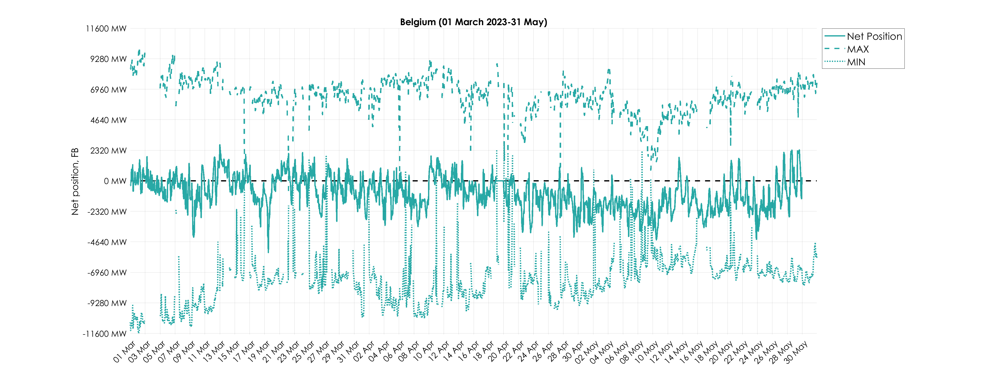 Belgium (01 March 2023-31 May)
11600 MW
9280 MW
6960 MW
4640 MW
2320 MW
0 MW
-2320 MW
-4640 MW
-6960 MW
-9280 MW
-11600 MW
Net position, FB
Net Position
MAX
MIN
01 Mar
03 Mar
05 Mar
07 Mar
09 Mar
11 Mar
13 Mar
15 Mar
17 Mar
19 Mar
21 Mar
23 Mar
25 Mar
27 Mar
29 Mar
31 Mar
02 Apr
04 Apr
06 Apr
08 Apr
10 Apr
12 Apr
14 Apr
16 Apr
18 Apr
20 Apr
22 Apr
24 Apr
26 Apr
28 Apr
30 Apr
02 May
04 May
06 May
08 May
10 May
12 May
14 May
16 May
18 May
20 May
22 May
24 May
26 May
28 May
30 May